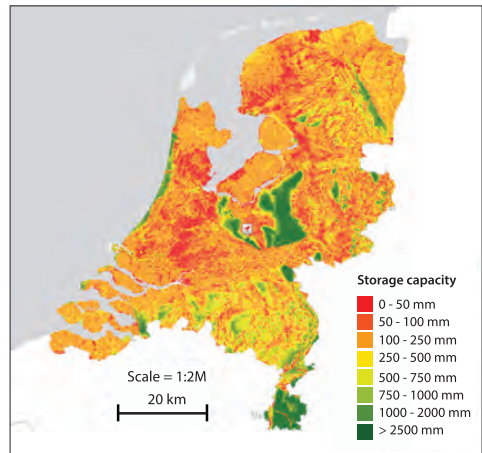 Storage capacity
0 - 50 mm
50 - 100 mm
100 - 250 mm
250 - 500 mm
500 - 750 mm
750 - 1000 mm
1000 - 2000 mm
> 2500 mm
Scale = 1:2M
20 km